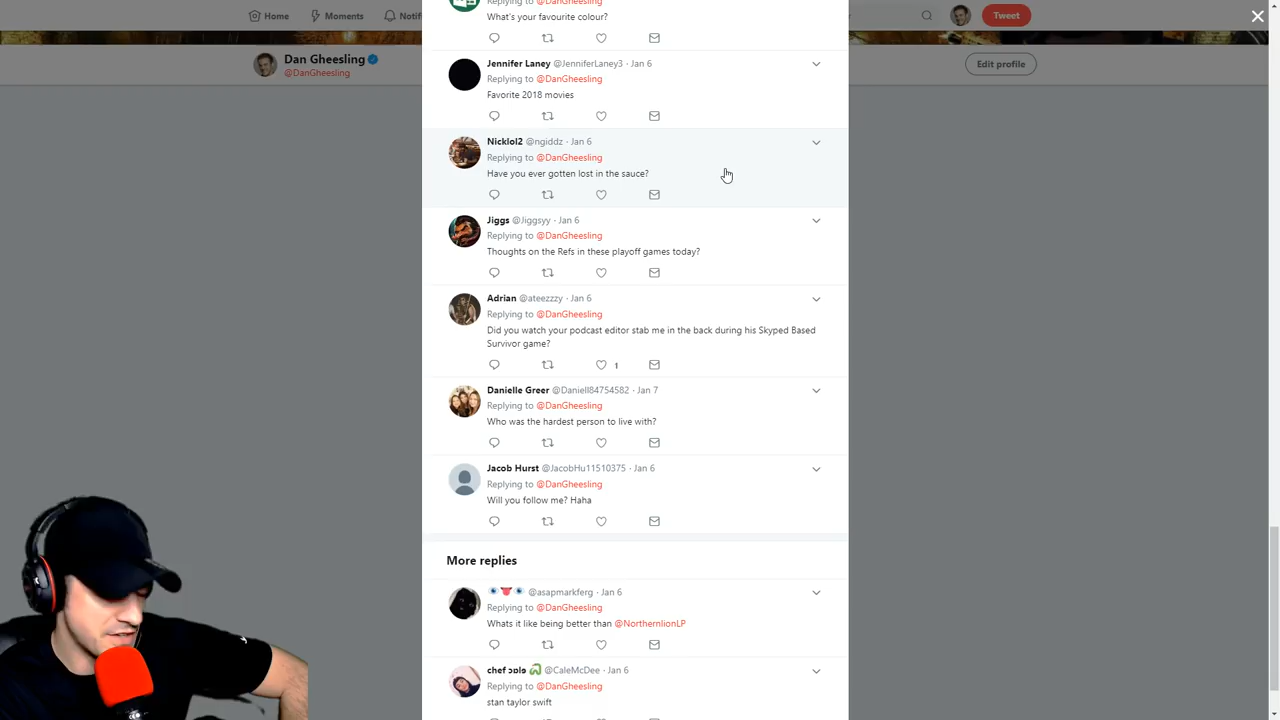 Home
Moments
Tweet
Dan Gheesling
@DanGheesling
Edit profile
Replying to @DanGheesling
What's your favourite colour?
Jennifer Laney @JenniferLaney3 · Jan 6
Replying to @DanGheesling
Favorite 2018 movies
Nicklol2 @ngiddz · Jan 6
Replying to @DanGheesling
Have you ever gotten lost in the sauce?
Jiggs @Jiggsyy · Jan 6
Replying to @DanGheesling
Thoughts on the Refs in these playoff games today?
Adrian @ateezzzy · Jan 6
Replying to @DanGheesling
Did you watch your podcast editor stab me in the back during his Skyped Based
Survivor game?
1
Danielle Greer @Daniell84754582 · Jan 7
Replying to @DanGheesling
Who was the hardest person to live with?
Jacob Hurst @JacobHu11510375 · Jan 6
Replying to @DanGheesling
Will you follow me? Haha
More replies
@asapmarkferg · Jan 6
Replying to @DanGheesling
Whats it like being better than @NorthernlionLP
chef ɔɒlɘ @CaleMcDee · Jan 6
Replying to @DanGheesling
stan taylor swift